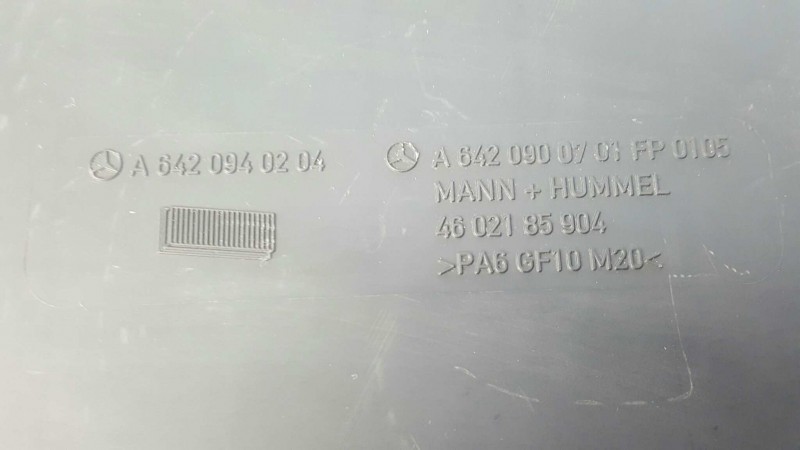 A 642 094 02 04
A 642 090 07 01 FP 0105
MANN + HUMMEL
46 021 85 904
>PA6 GF10 M20<